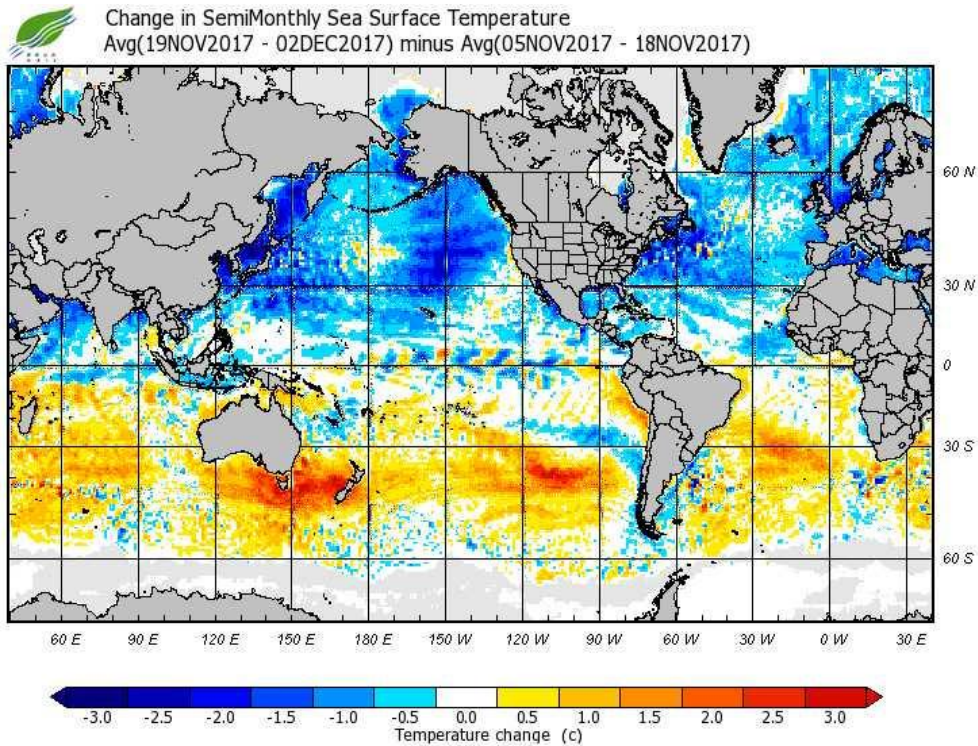 Change in SemiMonthly Sea Surface Temperature
Avg(19NOV2017 - 02DEC2017) minus Avg(05NOV2017 - 18NOV2017)
60 N
30 N
0
30 S
60 S
60 E 90 E 120 E 150 E 180 E 150 W 120 W 90 W 60 W 30 W 0 W 30 E
-3.0 -2.5 -2.0 -1.5 -1.0 -0.5 0.0 0.5 1.0 1.5 2.0 2.5 3.0
Temperature change (c)